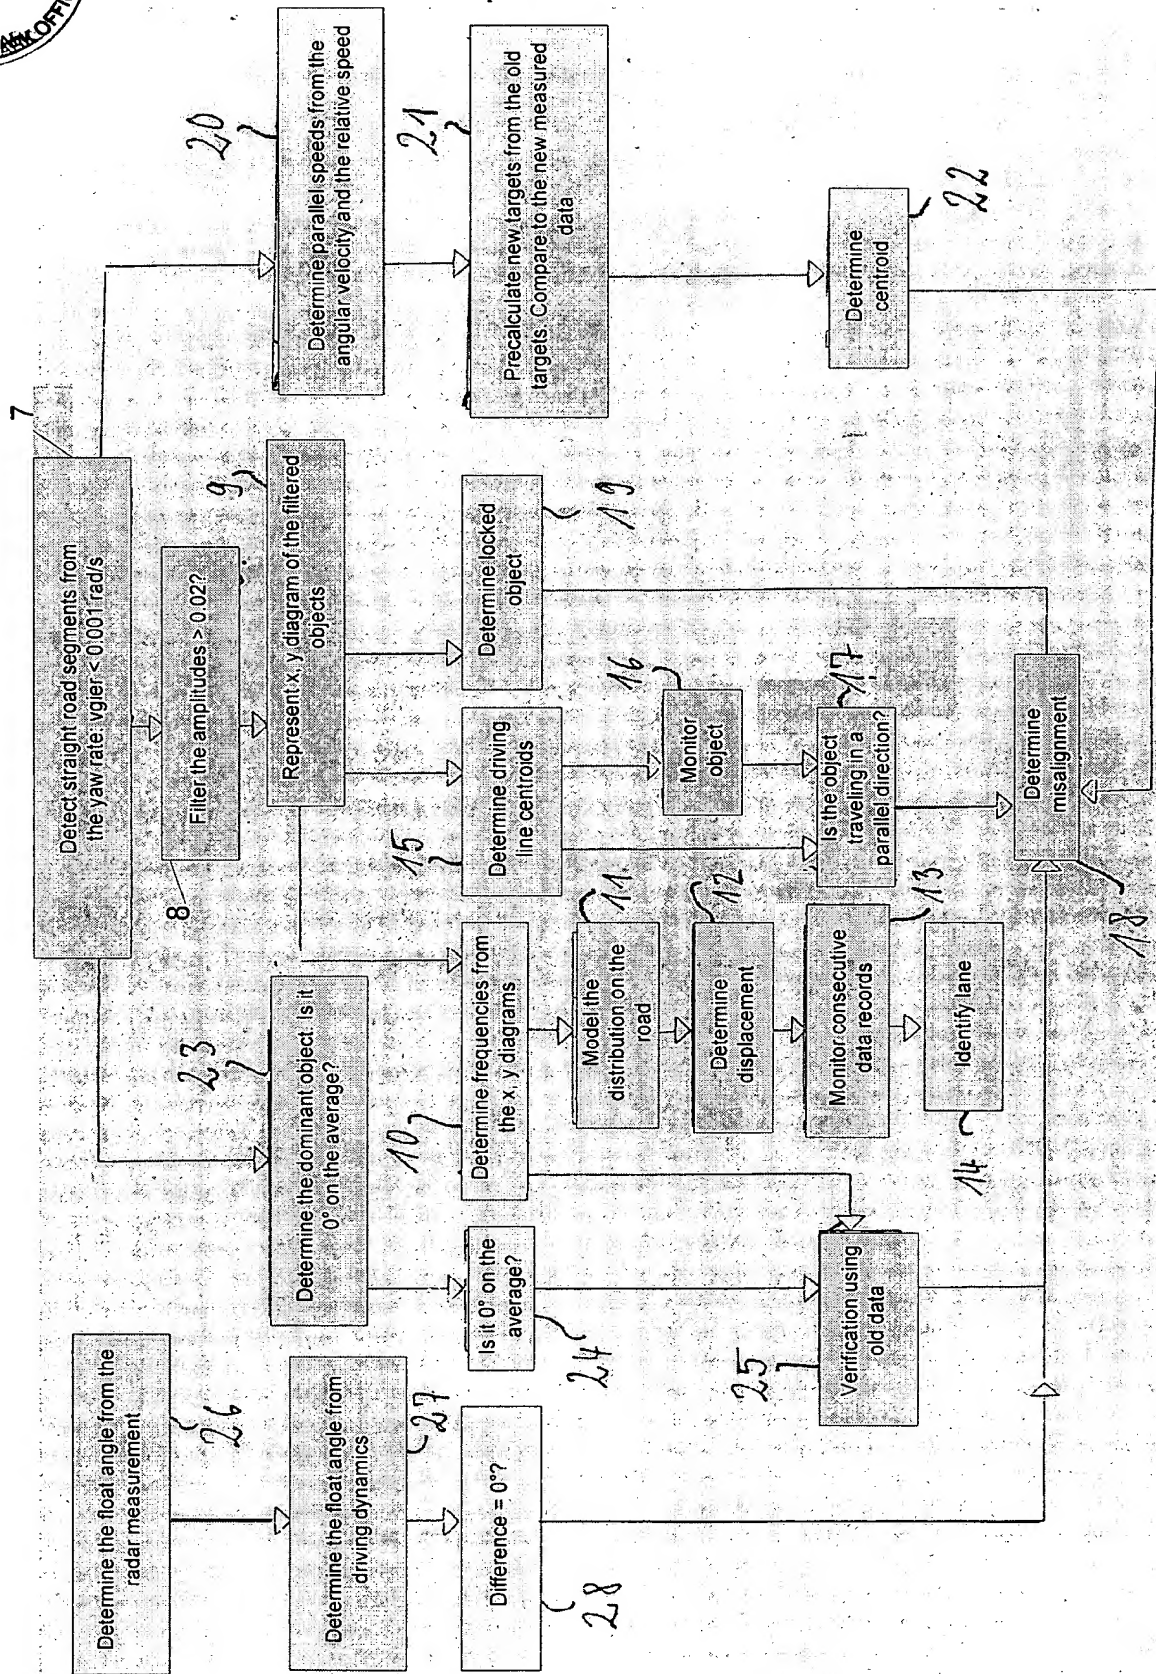 OFFI
7
Detect straight road segments from
the yaw rate vgier < 0.001 rad/s
8
Filter the amplitudes > 0.02?
9
Represent x, y diagram of the filtered
objects
20
Determine parallel speeds from the
angular velocity and the relative speed
21
Precalculate new targets from the old
targets. Compare to the new measured
data
22
Determine
centroid
19
Determine locked
object
15
Determine driving
line centroids
16
Monitor
object
17
Is the object
traveling in a
parallel direction?
18
Determine
misalignment
10
Determine frequencies from
the x, y diagrams
11
Model the
distribution on the
road
12
Determine
displacement
13
Monitor consecutive
data records
14
Identify lane
23
Determine the dominant object. Is it
0° on the average?
24
Is it 0° on the
average?
25
Verification using
old data
26
Determine the float angle from the
radar measurement
27
Determine the float angle from
driving dynamics
28
Difference = 0°?